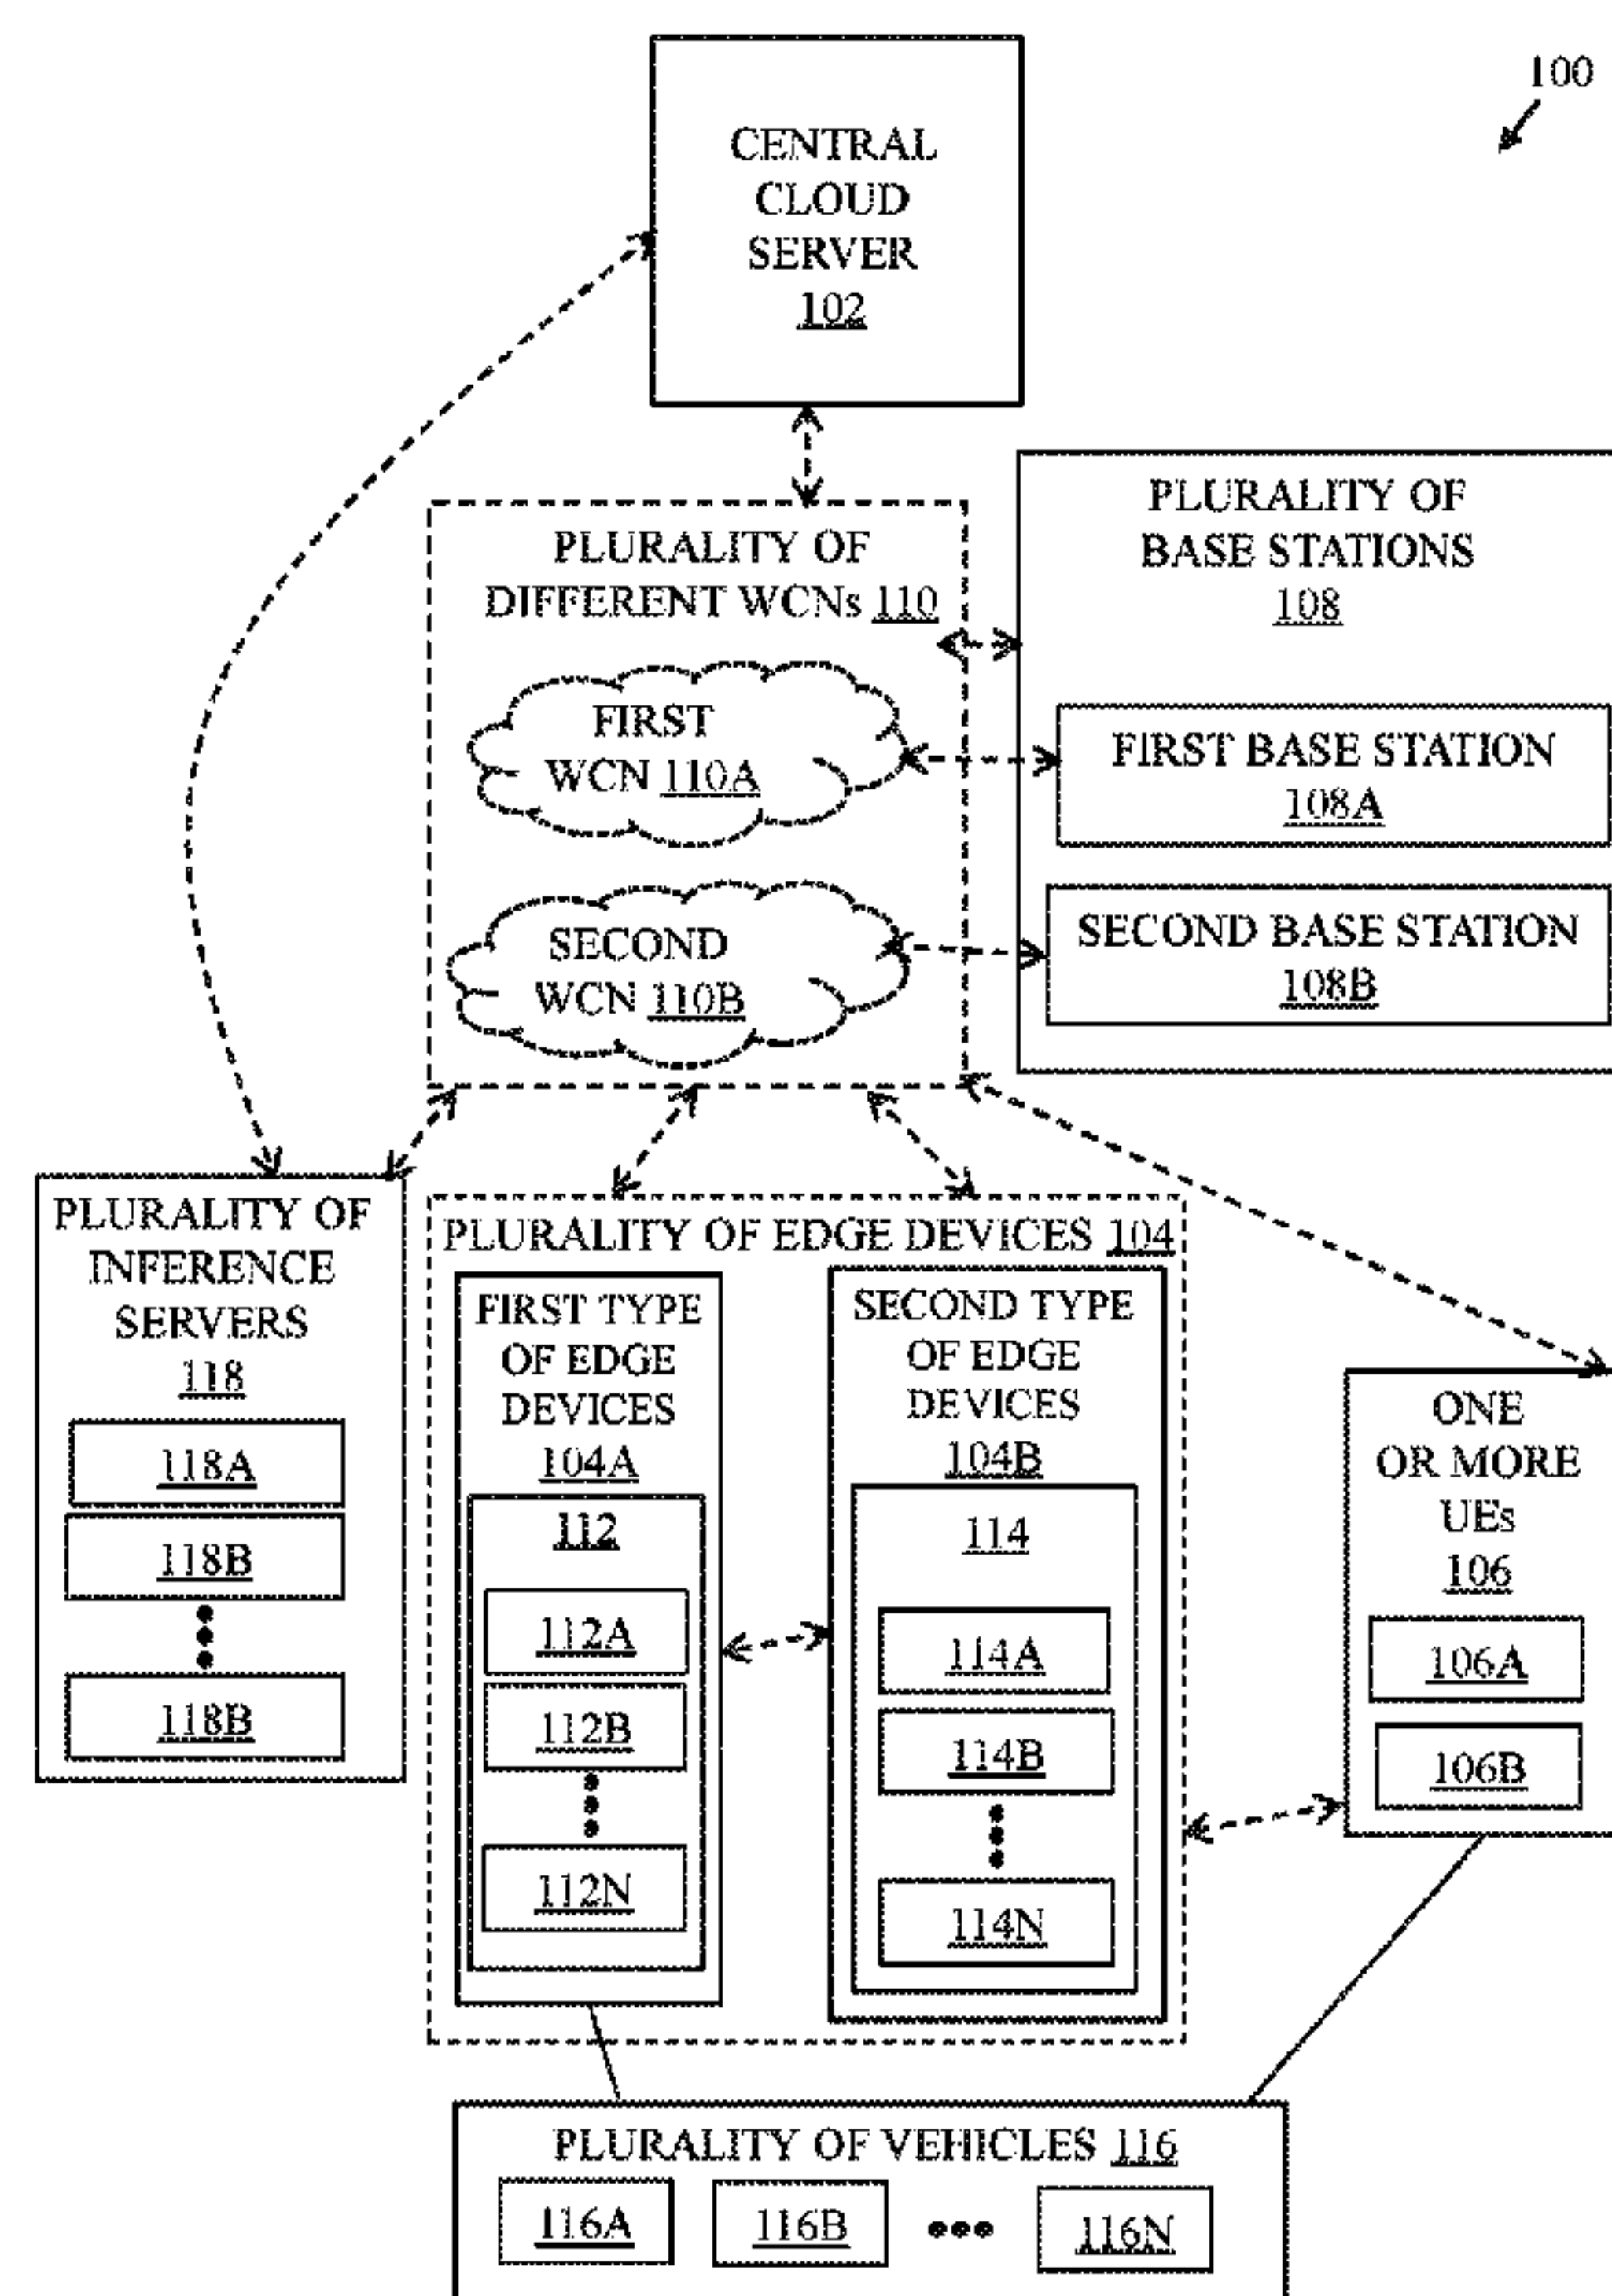 100
CENTRAL
CLOUD
SERVER
102
PLURALITY OF
BASE STATIONS
108
PLURALITY OF
DIFFERENT WCNs 110
FIRST
WCN 110A
FIRST BASE STATION
108A
SECOND
WCN 110B
SECOND BASE STATION
108B
PLURALITY OF
INFERENCE
SERVERS
118
118A
118B
118B
PLURALITY OF EDGE DEVICES 104
FIRST TYPE
OF EDGE
DEVICES
104A
112
112A
112B
112N
SECOND TYPE
OF EDGE
DEVICES
104B
114
114A
114B
114N
ONE
OR MORE
UEs
106
106A
106B
PLURALITY OF VEHICLES 116
116A
116B
116N